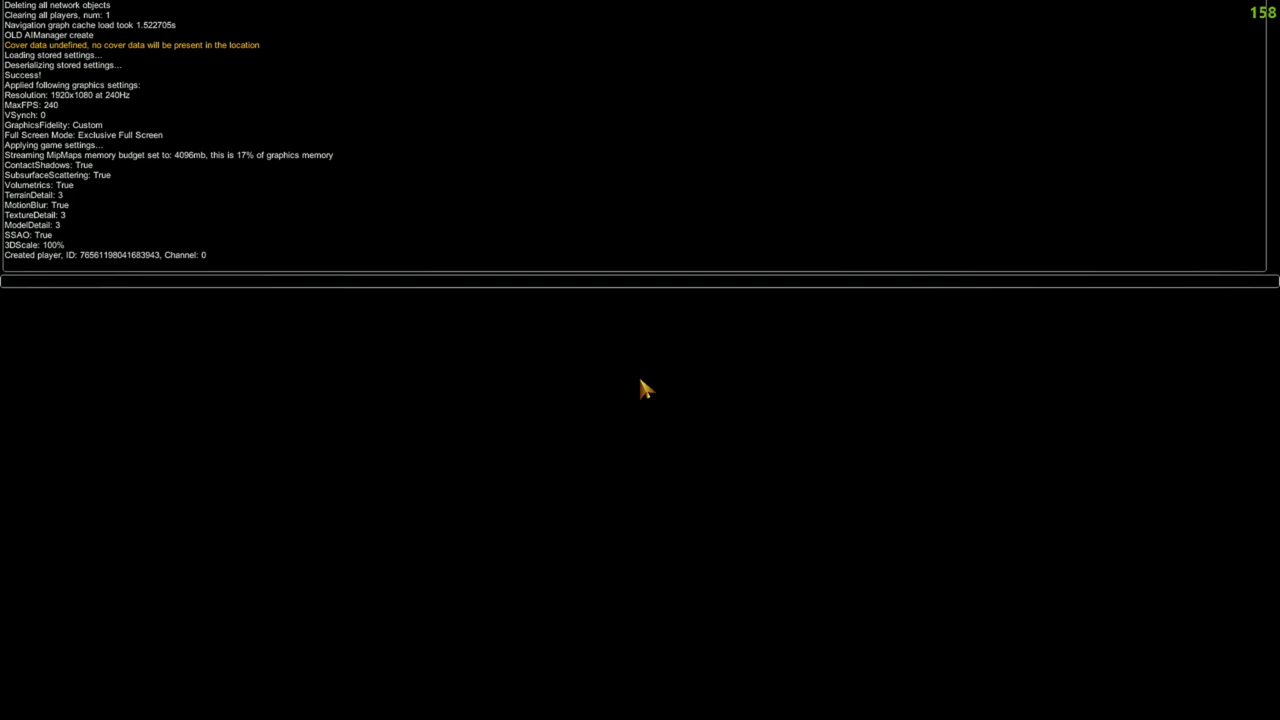 Deleting all network objects
Clearing all players, num: 1
Navigation graph cache load took 1.522705s
OLD AIManager create
Cover data undefined, no cover data will be present in the location
Loading stored settings...
Deserializing stored settings...
Success!
Applied following graphics settings:
Resolution: 1920x1080 at 240Hz
MaxFPS: 240
VSynch: 0
GraphicsFidelity: Custom
Full Screen Mode: Exclusive Full Screen
Applying game settings...
Streaming MipMaps memory budget set to: 4096mb, this is 17% of graphics memory
ContactShadows: True
SubsurfaceScattering: True
Volumetrics: True
TerrainDetail: 3
MotionBlur: True
TextureDetail: 3
ModelDetail: 3
SSAO: True
3DScale: 100%
Created player, ID: 76561198041683943, Channel: 0
158